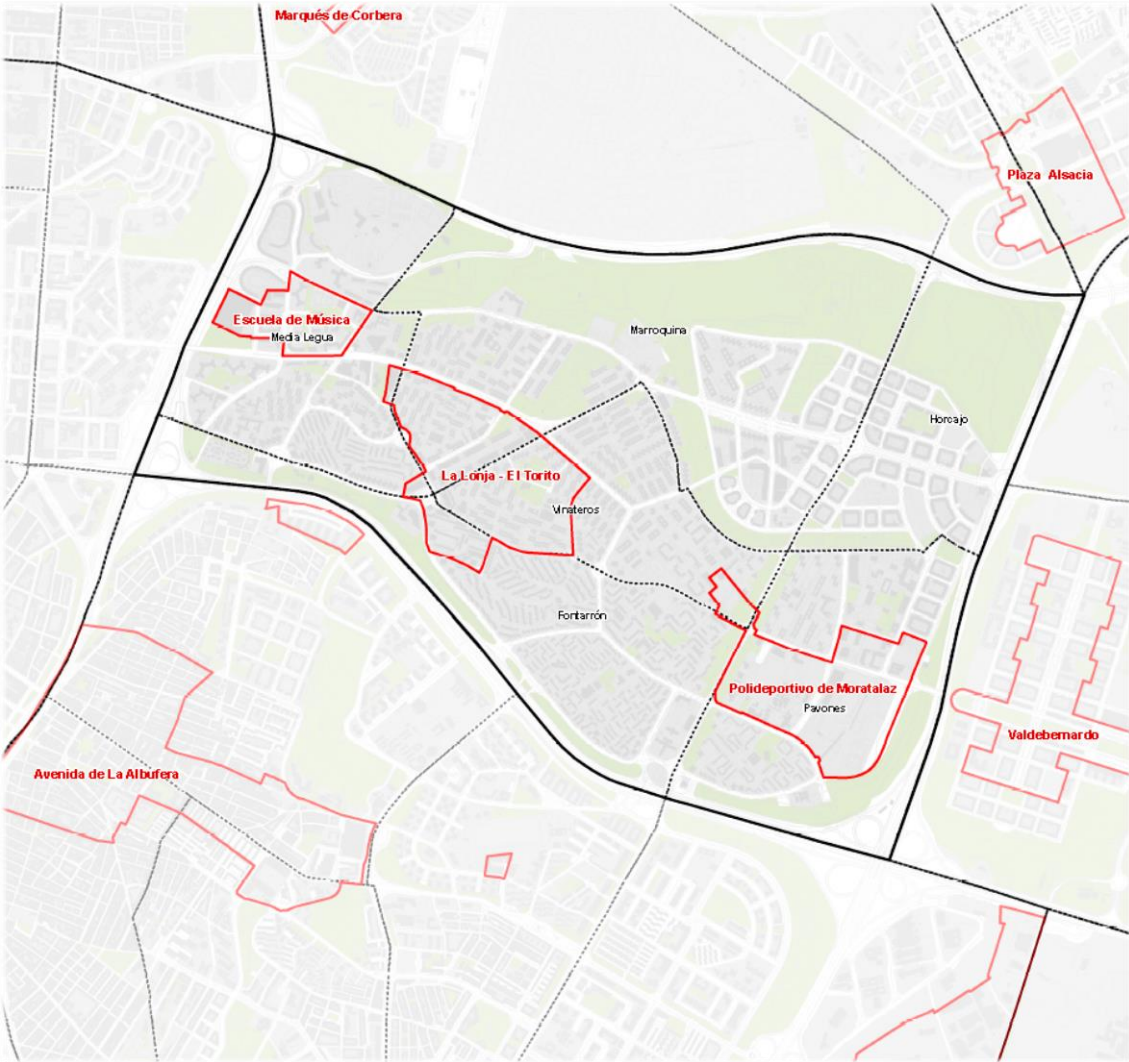 Marqués de Corbera
Plaza Alsacia
Escuela de Música
Media Legua
Marroquina
Horcajo
La Lonja - El Torito
Vinateros
Fontarrón
Polideportivo de Moratalaz
Pavones
Valdebernardo
Avenida de La Albufera